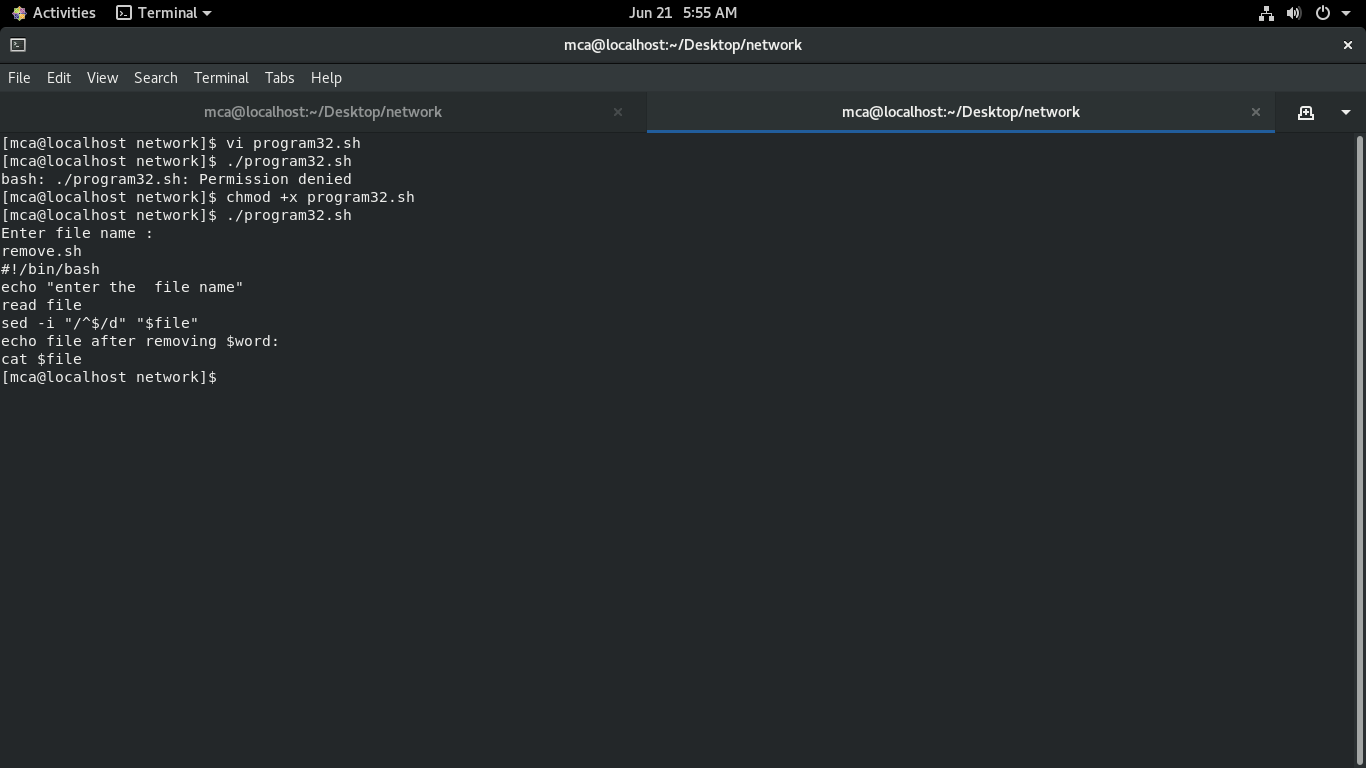 Activities Terminal Jun 21 5:55 AM
mca@localhost:~/Desktop/network
File Edit View Search Terminal Tabs Help
mca@localhost:~/Desktop/network mca@localhost:~/Desktop/network
[mca@localhost network]$ vi program32.sh
[mca@localhost network]$ ./program32.sh
bash: ./program32.sh: Permission denied
[mca@localhost network]$ chmod +x program32.sh
[mca@localhost network]$ ./program32.sh
Enter file name :
remove.sh
#!/bin/bash
echo "enter the  file name"
read file
sed -i "/^$/d" "$file"
echo file after removing $word:
cat $file
[mca@localhost network]$